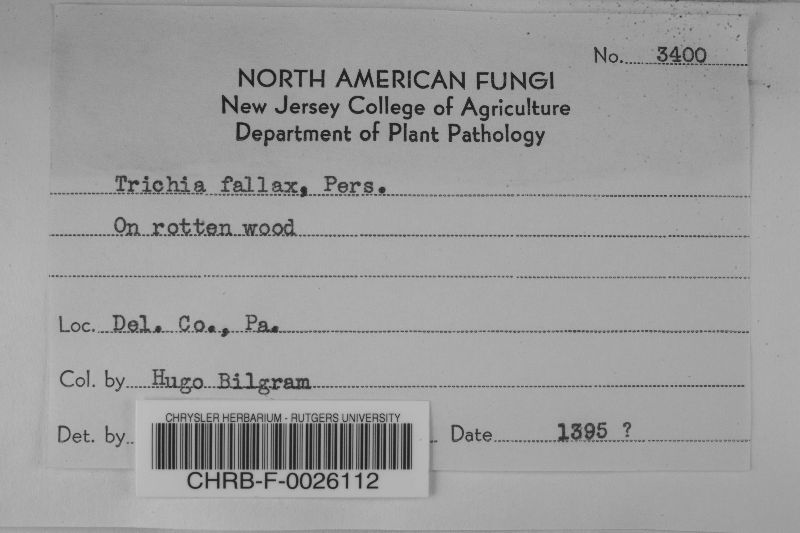 No. 3400
NORTH AMERICAN FUNGI
New Jersey College of Agriculture
Department of Plant Pathology
Trichia fallax, Pers.
On rotten wood
Loc. Del. Co., Pa.
Col. by Hugo Bilgram
Det. by
Date 1395 ?
CHRYSLER HERBARIUM - RUTGERS UNIVERSITY
CHRB-F-0026112